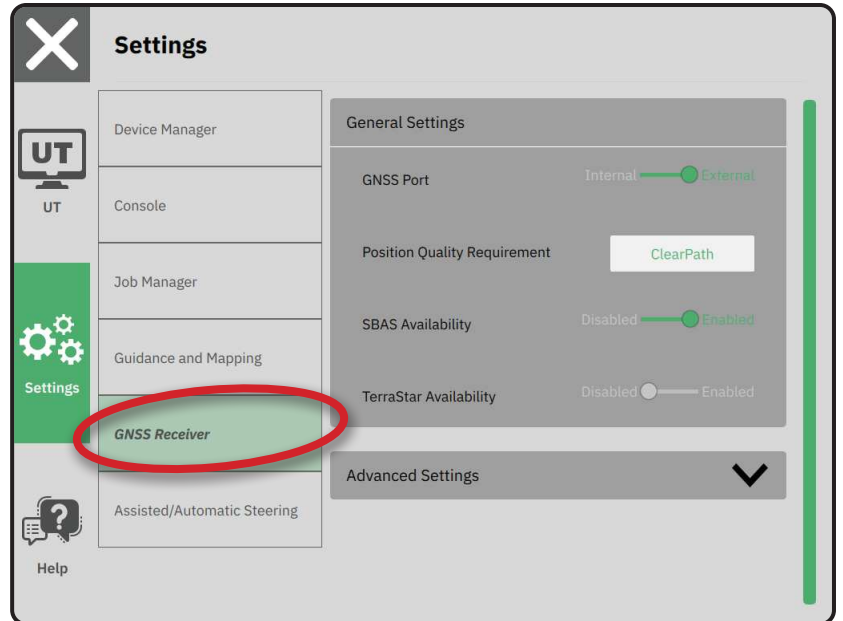 Settings
UT
UT
Settings
Help
Device Manager
Console
Job Manager
Guidance and Mapping
GNSS Receiver
Assisted/Automatic Steering
General Settings
GNSS Port Internal External
Position Quality Requirement ClearPath
SBAS Availability Disabled Enabled
TerraStar Availability Disabled Enabled
Advanced Settings